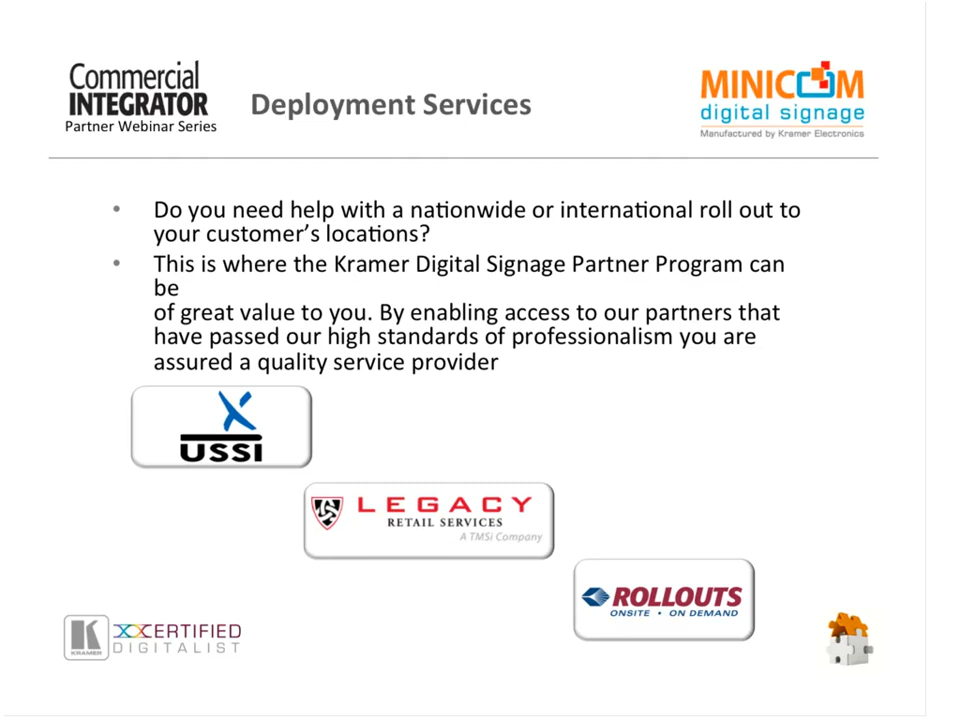 Commercial
INTEGRATOR
Partner Webinar Series
Deployment Services
MINICOM
digital signage
Manufactured by Kramer Electronics
• Do you need help with a nationwide or international roll out to
your customer’s locations?
• This is where the Kramer Digital Signage Partner Program can
be
of great value to you. By enabling access to our partners that
have passed our high standards of professionalism you are
assured a quality service provider
USSI
LEGACY
RETAIL SERVICES
A TMSi Company
ROLLOUTS
ONSITE • ON DEMAND
K
KRAMER
CERTIFIED
DIGITALIST